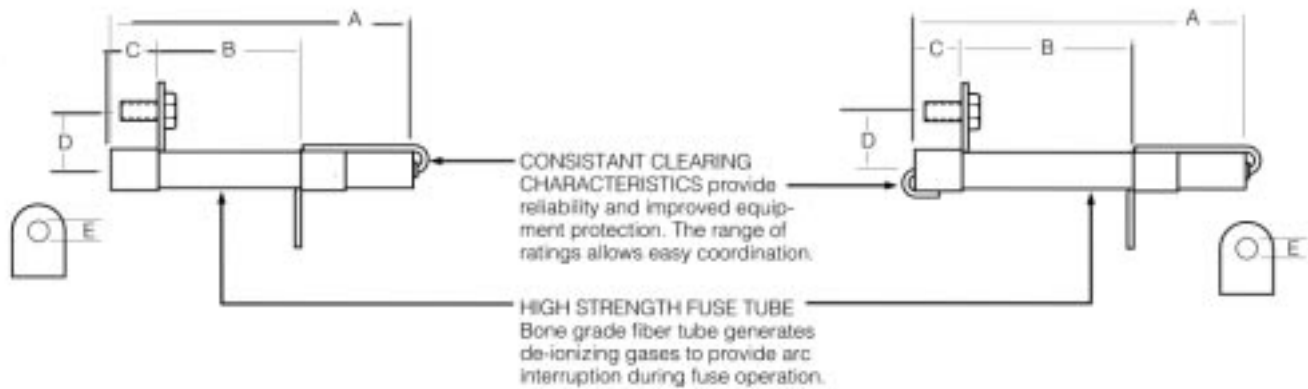 A
C
B
D
E
CONSISTANT CLEARING
CHARACTERISTICS provide
reliability and improved equip-
ment protection. The range of
ratings allows easy coordination.
HIGH STRENGTH FUSE TUBE
Bone grade fiber tube generates
de-ionizing gases to provide arc
interruption during fuse operation.
A
C
B
D
E